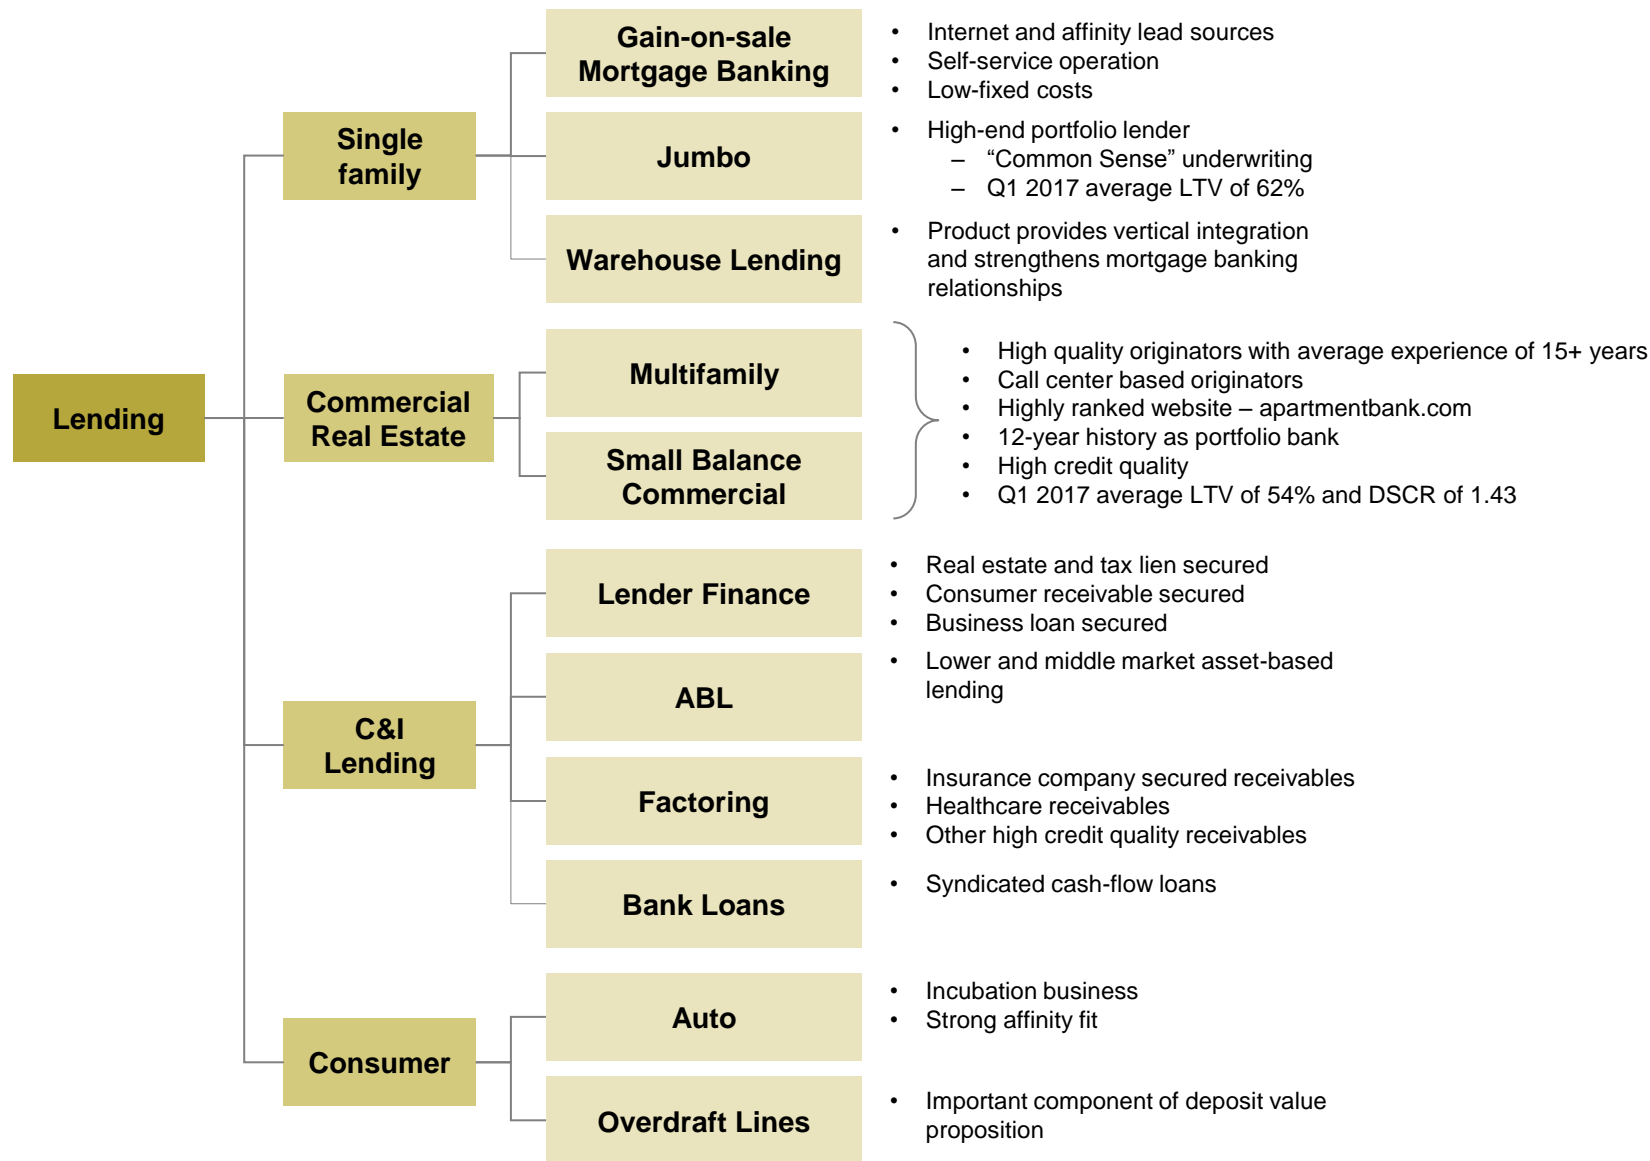 Lending
Single
family
Gain-on-sale
Mortgage Banking
• Internet and affinity lead sources
• Self-service operation
• Low-fixed costs
Jumbo
• High-end portfolio lender
– “Common Sense” underwriting
– Q1 2017 average LTV of 62%
Warehouse Lending
• Product provides vertical integration
and strengthens mortgage banking
relationships
Commercial
Real Estate
Multifamily
Small Balance
Commercial
• High quality originators with average experience of 15+ years
• Call center based originators
• Highly ranked website – apartmentbank.com
• 12-year history as portfolio bank
• High credit quality
• Q1 2017 average LTV of 54% and DSCR of 1.43
C&I
Lending
Lender Finance
• Real estate and tax lien secured
• Consumer receivable secured
• Business loan secured
ABL
• Lower and middle market asset-based
lending
Factoring
• Insurance company secured receivables
• Healthcare receivables
• Other high credit quality receivables
Bank Loans
• Syndicated cash-flow loans
Consumer
Auto
• Incubation business
• Strong affinity fit
Overdraft Lines
• Important component of deposit value
proposition